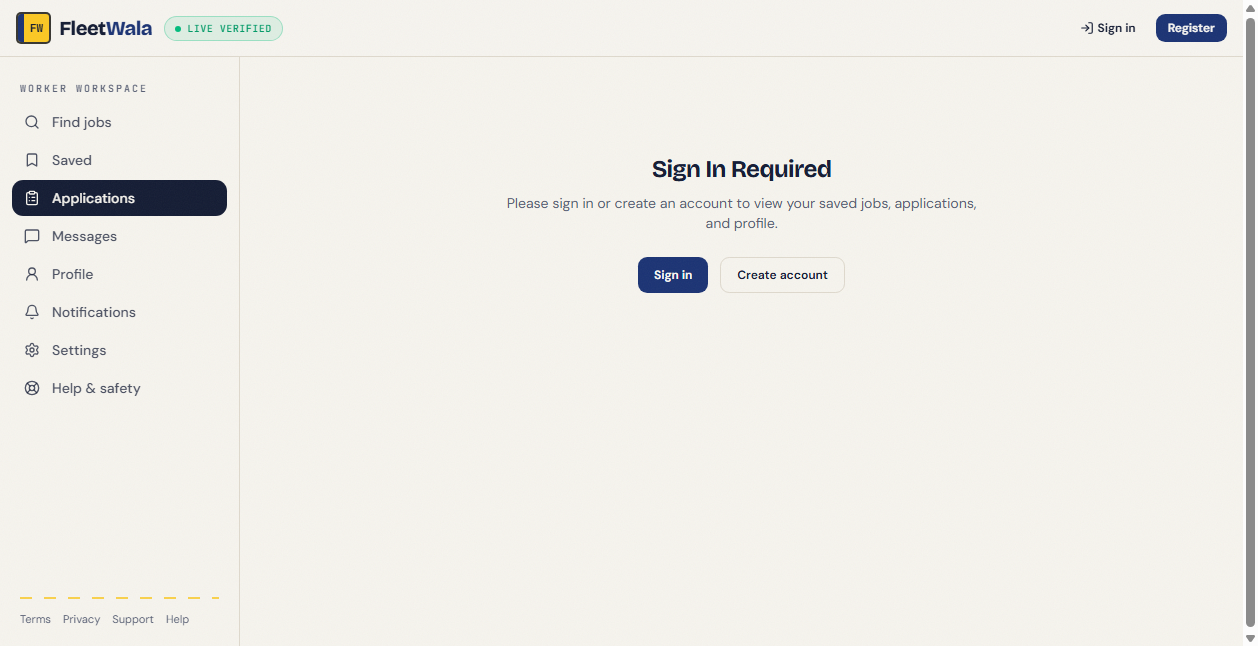 FW FleetWala LIVE VERIFIED Sign in Register
WORKER WORKSPACE
Find jobs
Saved
Applications
Messages
Profile
Notifications
Settings
Help & safety
Terms Privacy Support Help
Sign In Required
Please sign in or create an account to view your saved jobs, applications,
and profile.
Sign in Create account